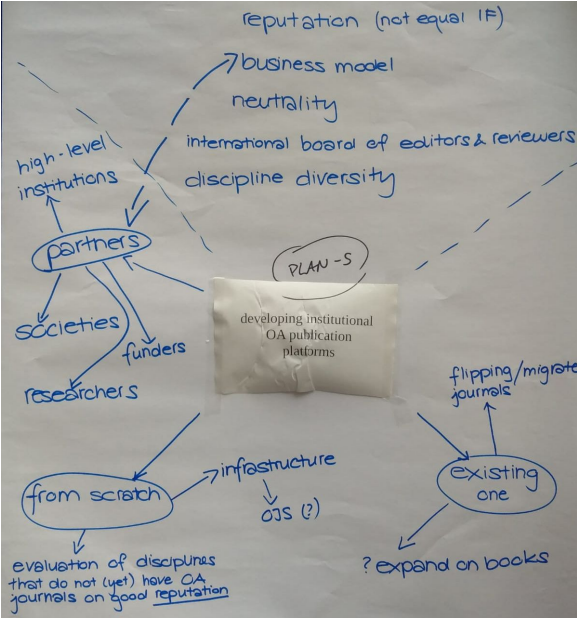 reputation (not equal IF)
business model
neutrality
international board of editors & reviewers
discipline diversity
high-level
institutions
partners
societies
funders
researchers
PLAN-S
developing institutional
OA publication
platforms
flipping/migrate
journals
existing
one
? expand on books
from scratch
infrastructure
OJS (?)
evaluation of disciplines
that do not (yet) have OA
journals on good reputation